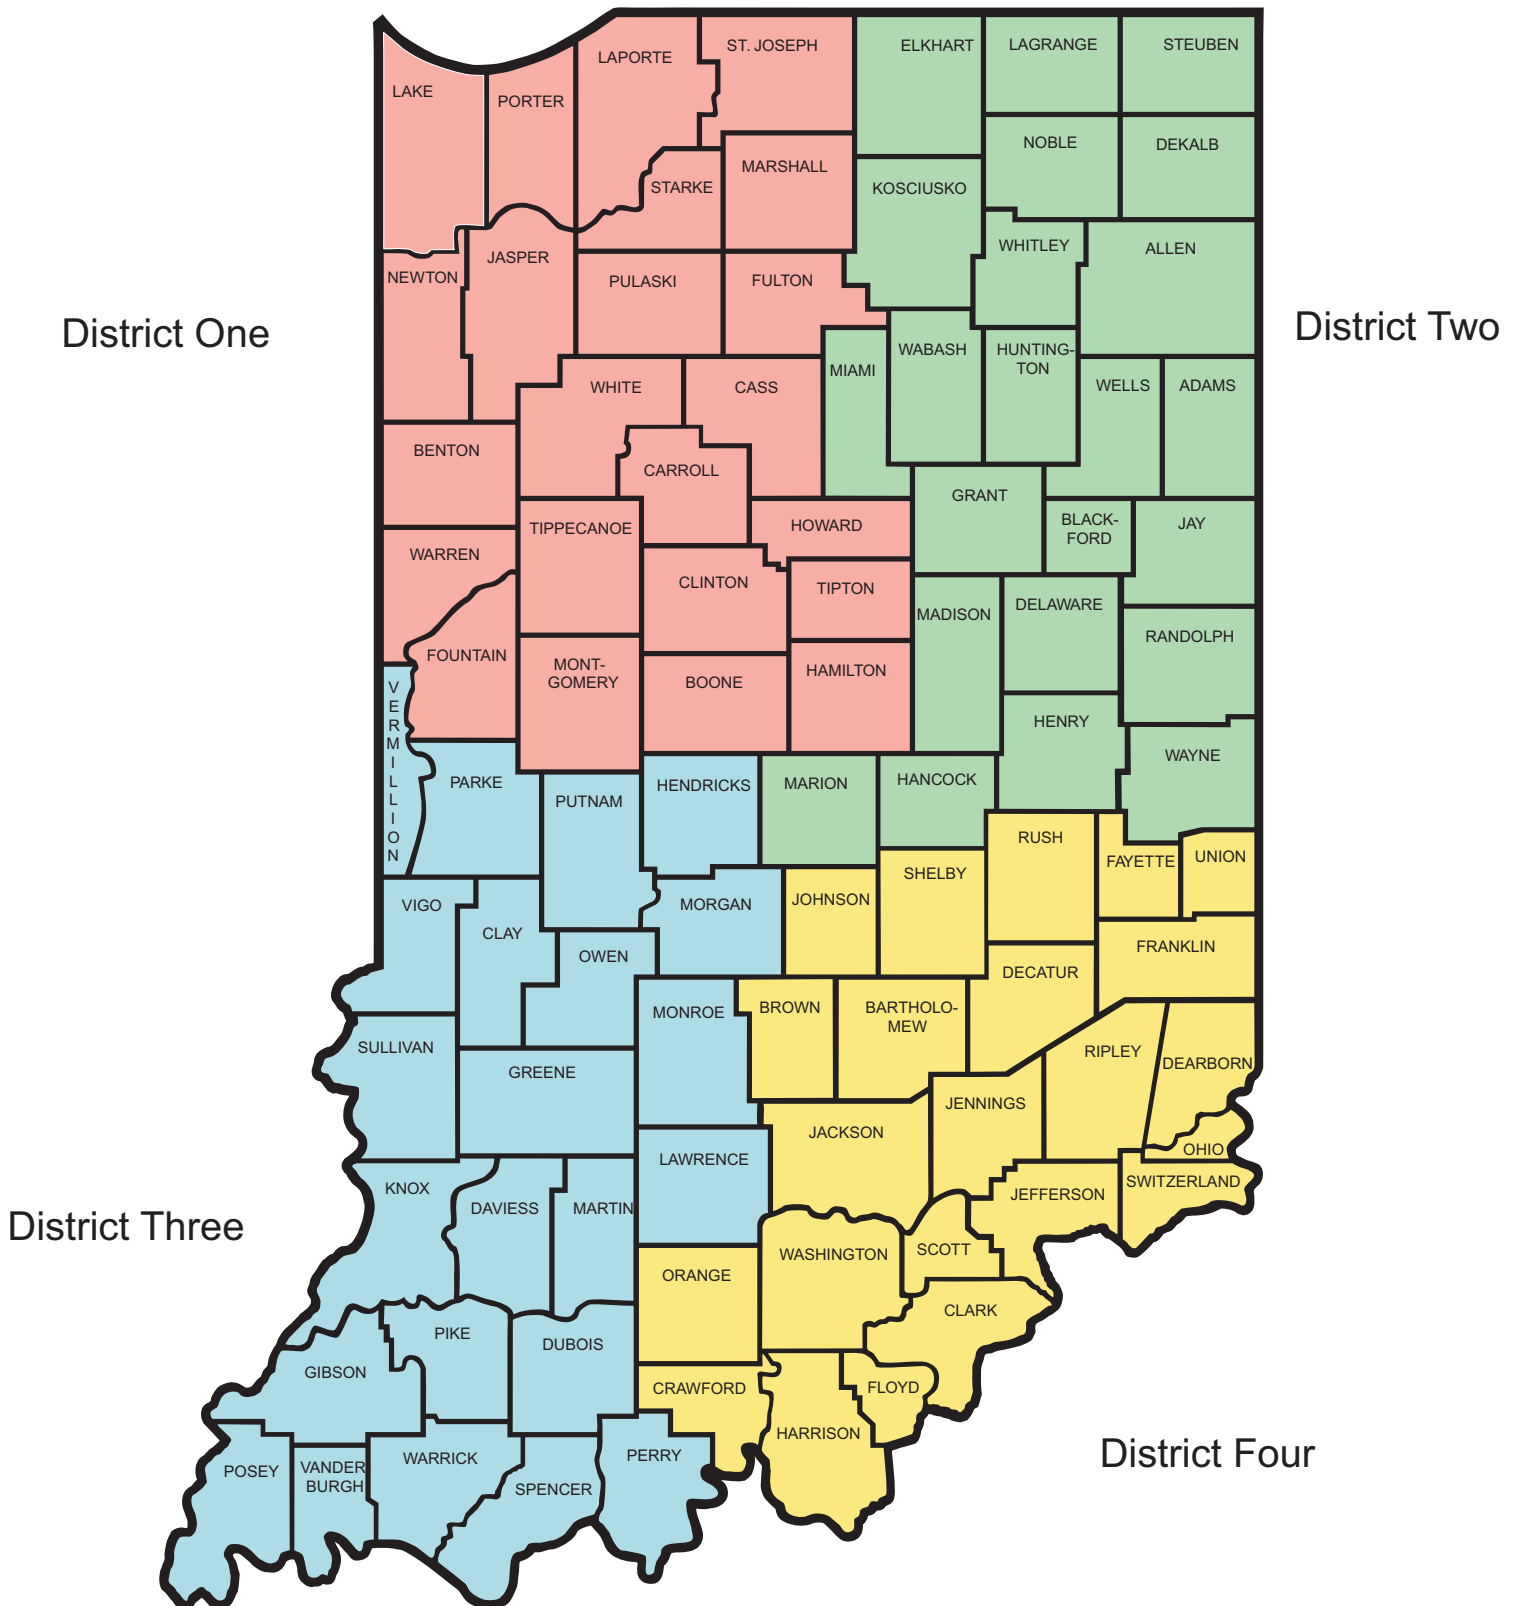 ST. JOSEPH
ELKHART
LAGRANGE
STEUBEN
LAPORTE
LAKE
PORTER
NOBLE
DEKALB
MARSHALL
STARKE
KOSCIUSKO
WHITLEY
ALLEN
JASPER
NEWTON
PULASKI
FULTON
District One
District Two
WABASH
HUNTING-
TON
MIAMI
WHITE
CASS
WELLS
ADAMS
BENTON
CARROLL
GRANT
TIPPECANOE
HOWARD
BLACK-
FORD
JAY
WARREN
CLINTON
TIPTON
MADISON
DELAWARE
RANDOLPH
FOUNTAIN
MONT-
GOMERY
BOONE
HAMILTON
VERMILLION
HENRY
WAYNE
PARKE
PUTNAM
HENDRICKS
MARION
HANCOCK
RUSH
FAYETTE
UNION
SHELBY
JOHNSON
VIGO
MORGAN
CLAY
OWEN
FRANKLIN
DECATUR
MONROE
BROWN
BARTHOLO-
MEW
SULLIVAN
RIPLEY
DEARBORN
GREENE
JENNINGS
JACKSON
OHIO
LAWRENCE
KNOX
SWITZERLAND
JEFFERSON
DAVIESS
MARTIN
District Three
WASHINGTON
SCOTT
ORANGE
CLARK
PIKE
DUBOIS
GIBSON
CRAWFORD
FLOYD
HARRISON
District Four
WARRICK
PERRY
POSEY
VANDER
BURGH
SPENCER